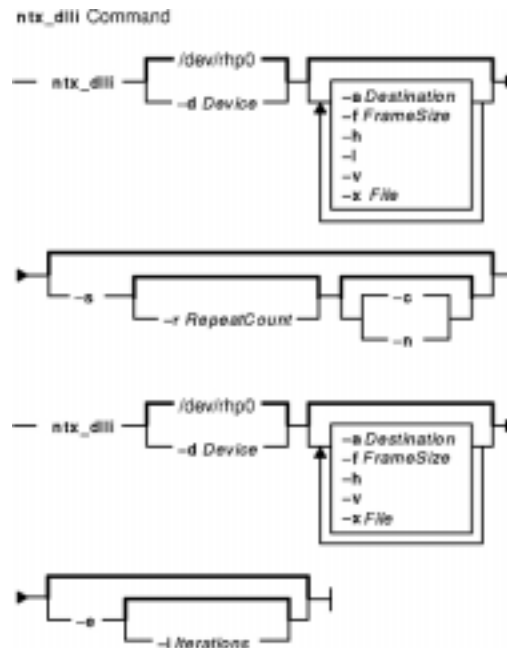 ntx_dlli Command
/dev/rhp0
ntx_dlli
-d Device
-a Destination
-f FrameSize
-h
-l
-v
-x File
-s
-r RepeatCount
-c
-n
/dev/rhp0
ntx_dlli
-d Device
-a Destination
-f FrameSize
-h
-v
-x File
-e
-i Iterations